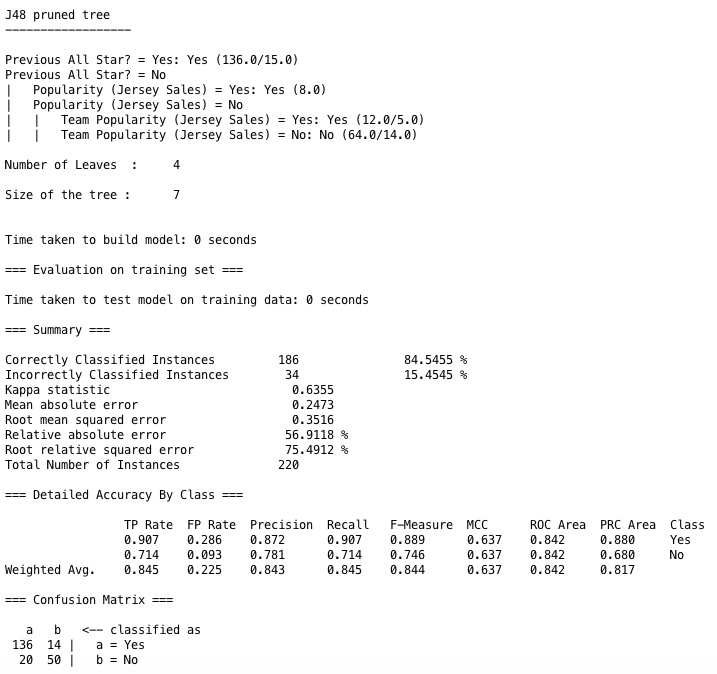 J48 pruned tree
------------------
Previous All Star? = Yes: Yes (136.0/15.0)
Previous All Star? = No
|   Popularity (Jersey Sales) = Yes: Yes (8.0)
|   Popularity (Jersey Sales) = No
|   |   Team Popularity (Jersey Sales) = Yes: Yes (12.0/5.0)
|   |   Team Popularity (Jersey Sales) = No: No (64.0/14.0)
Number of Leaves  :     4
Size of the tree :      7
Time taken to build model: 0 seconds
=== Evaluation on training set ===
Time taken to test model on training data: 0 seconds
=== Summary ===
Correctly Classified Instances         186               84.5455 %
Incorrectly Classified Instances        34               15.4545 %
Kappa statistic                          0.6355
Mean absolute error                      0.2473
Root mean squared error                  0.3516
Relative absolute error                 56.9118 %
Root relative squared error             75.4912 %
Total Number of Instances              220
=== Detailed Accuracy By Class ===
                 TP Rate  FP Rate  Precision  Recall   F-Measure  MCC      ROC Area  PRC Area  Class
                 0.907    0.286    0.872      0.907    0.889      0.637    0.842     0.880     Yes
                 0.714    0.093    0.781      0.714    0.746      0.637    0.842     0.680     No
Weighted Avg.    0.845    0.225    0.843      0.845    0.844      0.637    0.842     0.817
=== Confusion Matrix ===
   a   b   <-- classified as
 136  14 |   a = Yes
  20  50 |   b = No